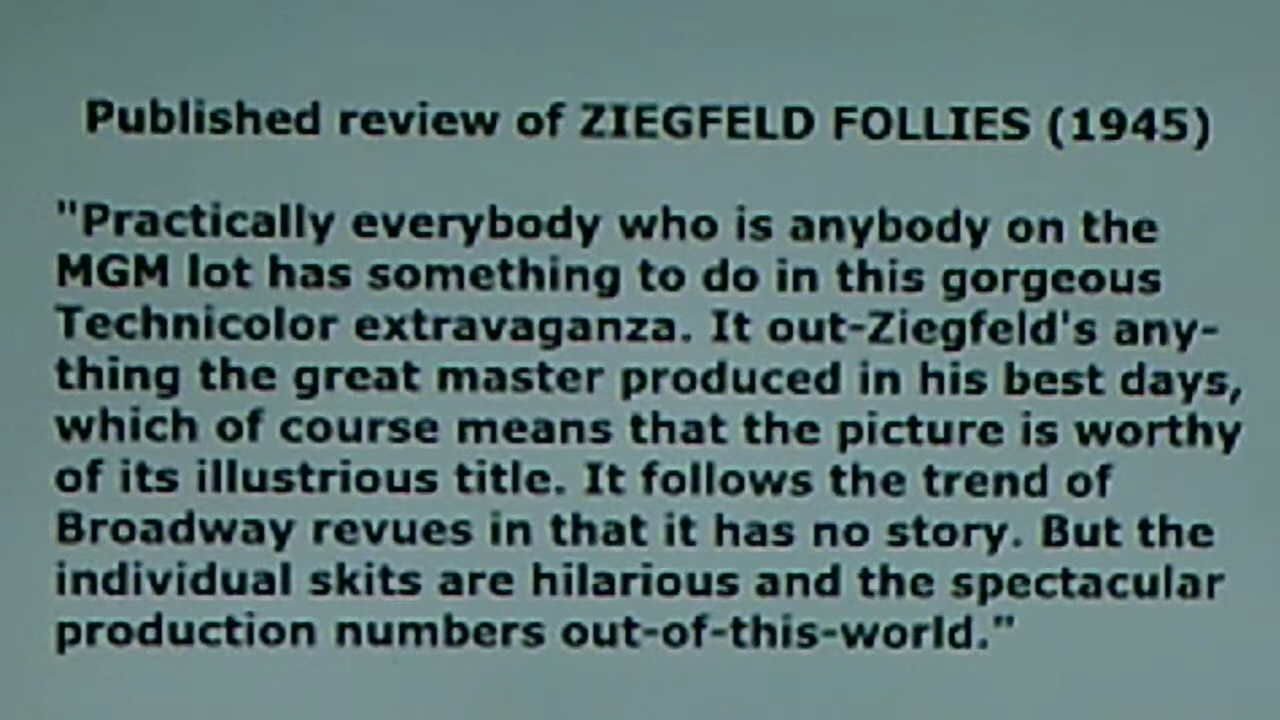 Published review of ZIEGFELD FOLLIES (1945)
"Practically everybody who is anybody on the
MGM lot has something to do in this gorgeous
Technicolor extravaganza. It out-Ziegfeld's any-
thing the great master produced in his best days,
which of course means that the picture is worthy
of its illustrious title. It follows the trend of
Broadway revues in that it has no story. But the
individual skits are hilarious and the spectacular
production numbers out-of-this-world."